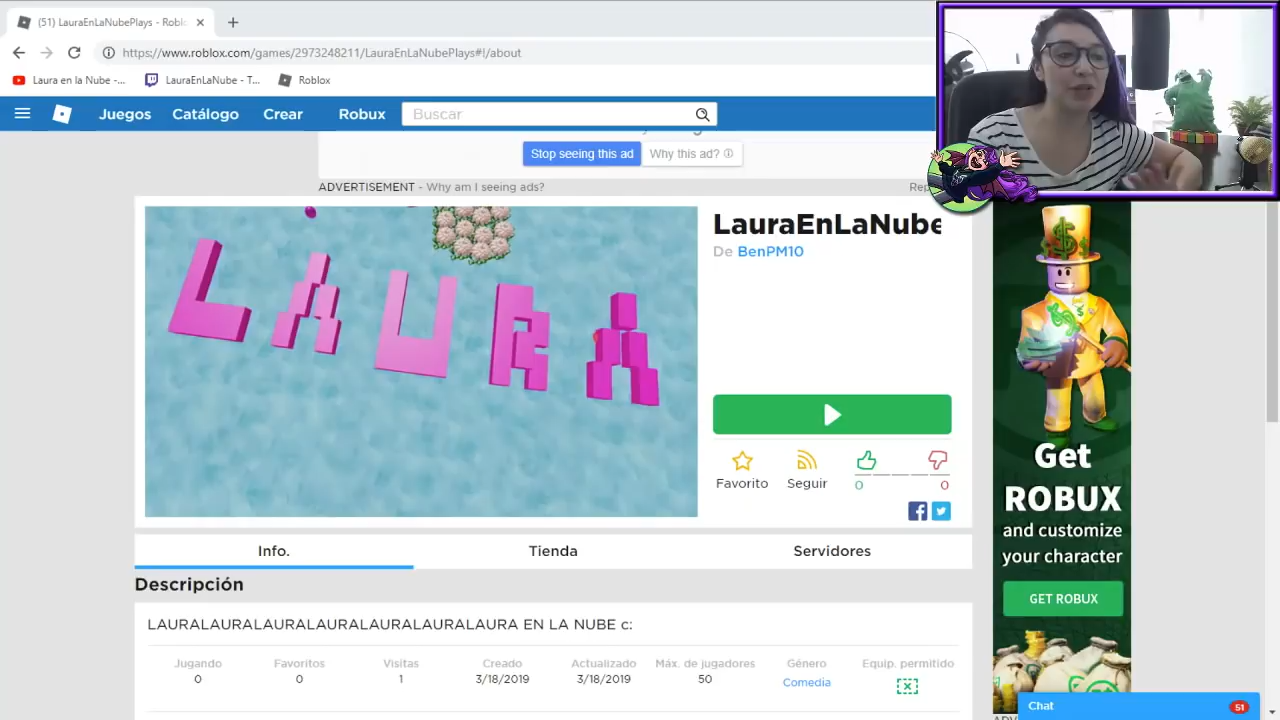 (51) LauraEnLaNubePlays - Robl
https://www.roblox.com/games/2973248211/LauraEnLaNubePlays#!/about
Laura en la Nube -...
LauraEnLaNube - T...
Roblox
Juegos
Catálogo
Crear
Robux
Buscar
Stop seeing this ad
Why this ad?
ADVERTISEMENT - Why am I seeing ads?
Rep
LAURA
LauraEnLaNube
De BenPM10
Favorito
Seguir
0
0
Info.
Tienda
Servidores
Descripción
LAURALAURALAURALAURALAURALAURALAURA EN LA NUBE c:
Jugando
Favoritos
Visitas
Creado
Actualizado
Máx. de jugadores
Género
Equip. permitido
0
0
1
3/18/2019
3/18/2019
50
Comedia
Get
ROBUX
and customize
your character
GET ROBUX
Chat
51